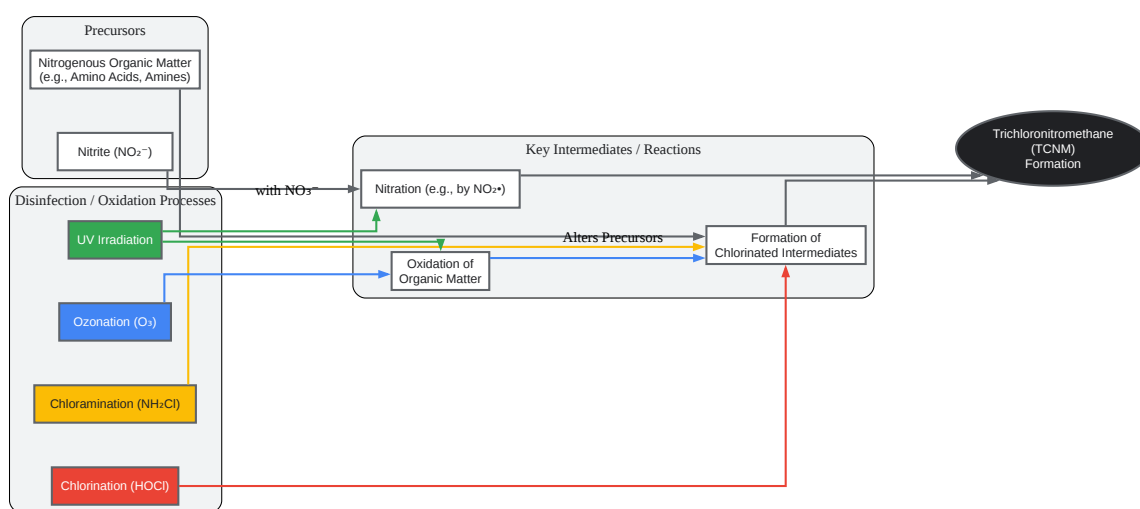 Precursors
Nitrogenous Organic Matter
(e.g., Amino Acids, Amines)
Nitrite (NO₂⁻)
Disinfection / Oxidation Processes
UV Irradiation
Ozonation (O₃)
Chloramination (NH₂Cl)
Chlorination (HOCl)
with NO₃⁻
Key Intermediates / Reactions
Nitration (e.g., by NO₂•)
Alters Precursors
Oxidation of
Organic Matter
Formation of
Chlorinated Intermediates
Trichloronitromethane
(TCNM)
Formation